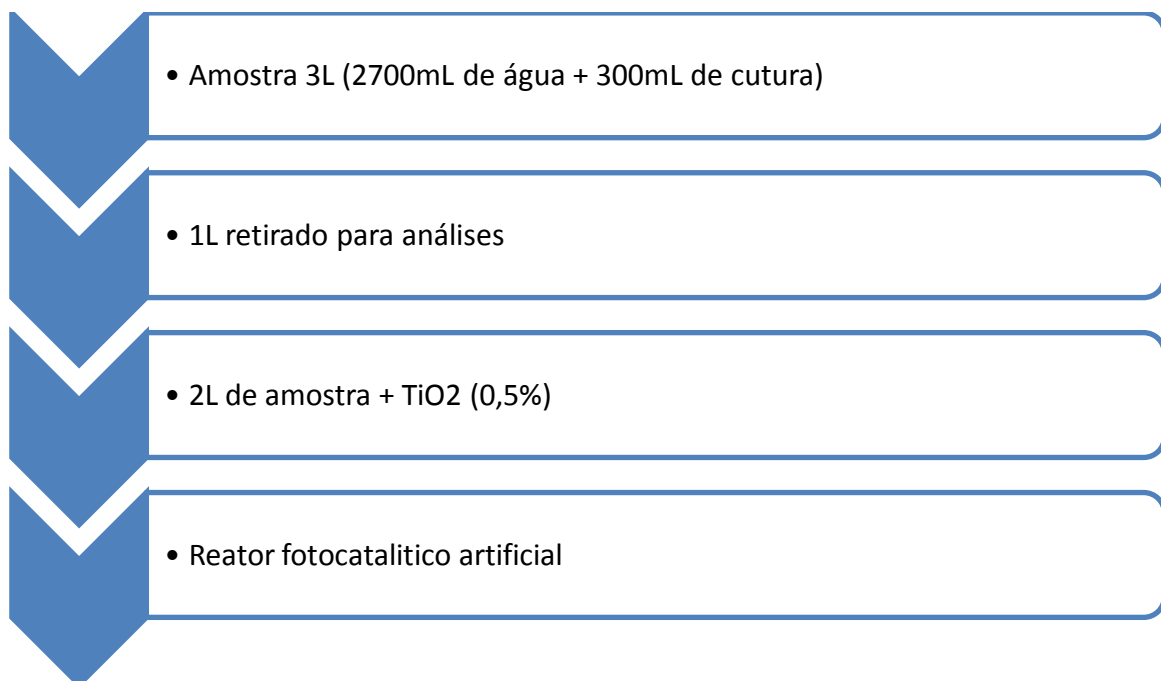 • Amostra 3L (2700mL de água + 300mL de cutura)
• 1L retirado para análises
• 2L de amostra + TiO2 (0,5%)
• Reator fotocatalitico artificial